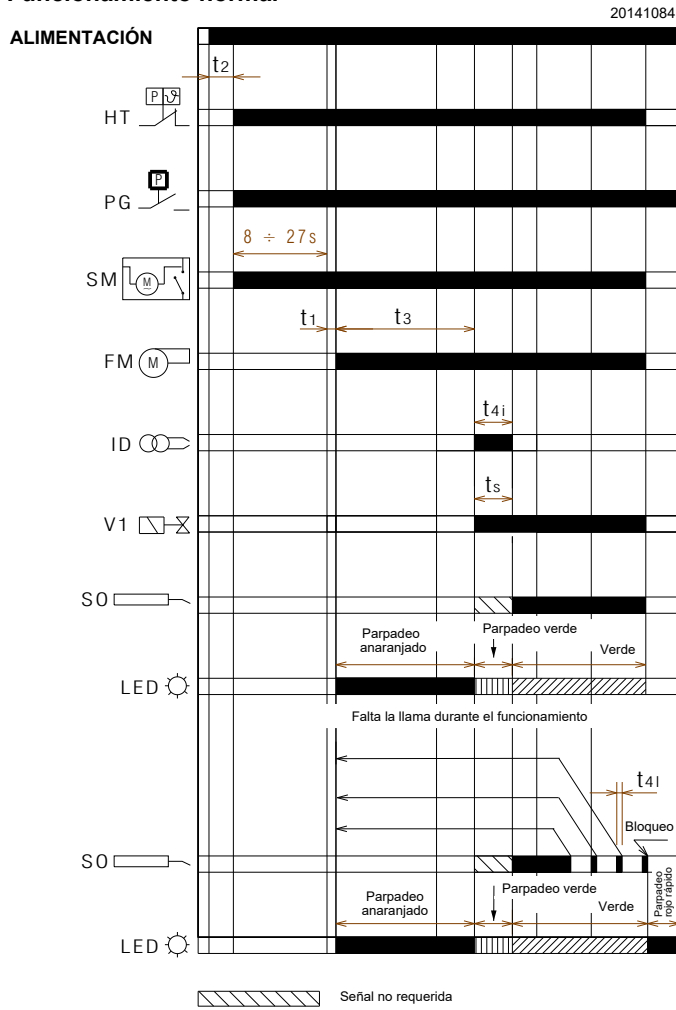 20141084
ALIMENTACIÓN
t2
P ϑ
HT
P
PG
8 ÷ 27s
SM
M
t1
t3
FM
M
t4i
ID
ts
V1
SO
Parpadeo anaranjado
Parpadeo verde
Verde
LED
Falta la llama durante el funcionamiento
t4l
Bloqueo
SO
Parpadeo anaranjado
Parpadeo verde
Verde
Parpadeo rojo rápido
LED
Señal no requerida